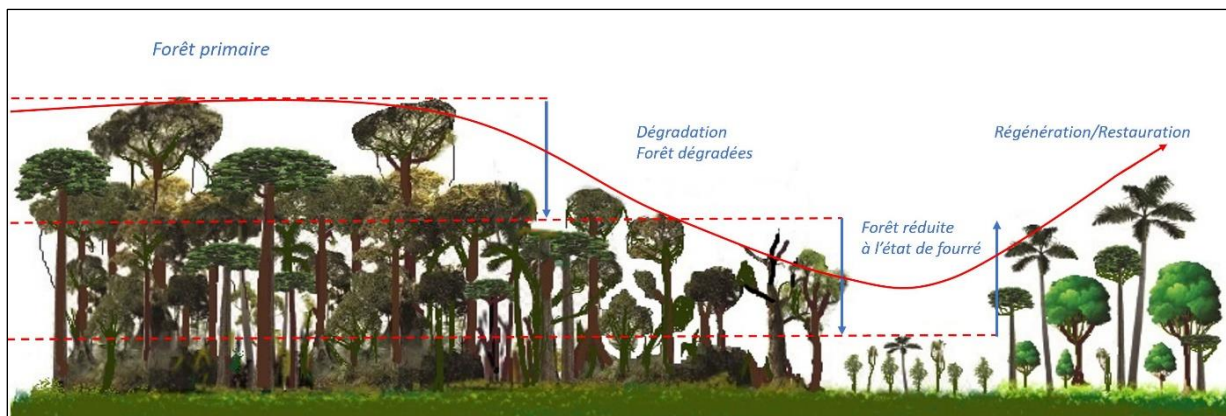 Forêt primaire
Dégradation
Forêt dégradées
Régénération/Restauration
Forêt réduite
à l'état de fourré